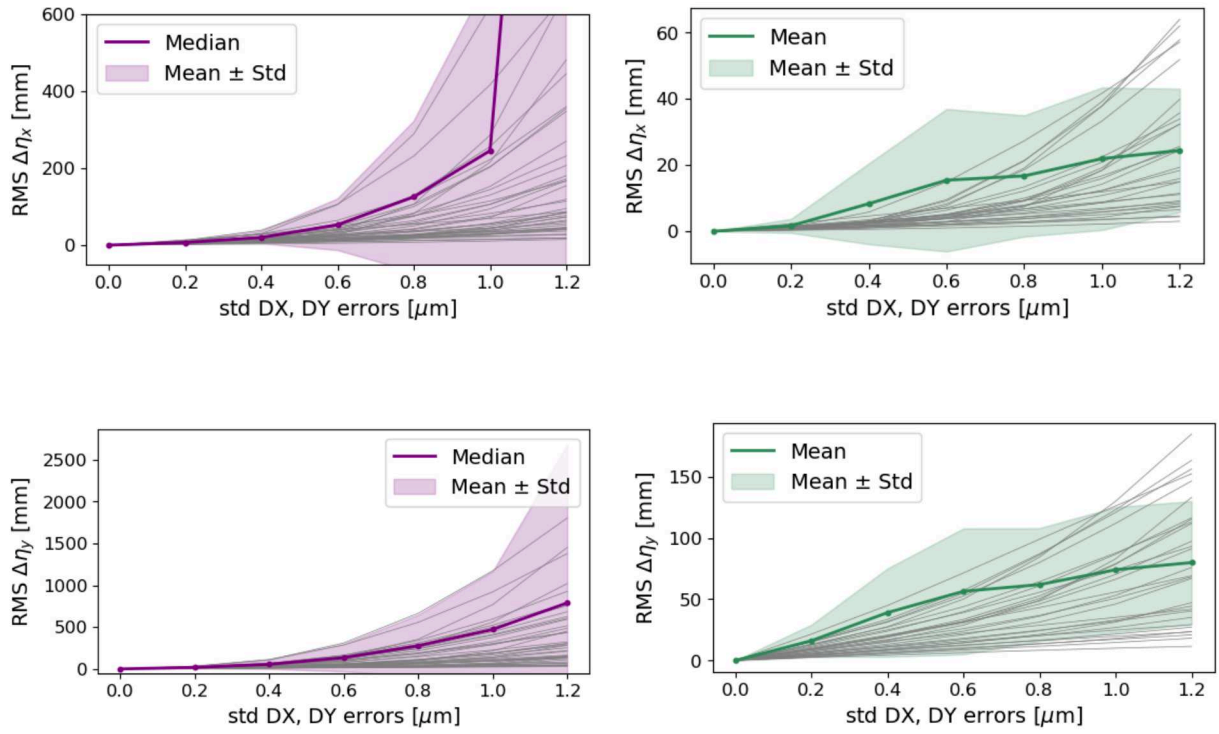 600
400
200
0
RMS Δηx [mm]
Median
Mean ± Std
0.0 0.2 0.4 0.6 0.8 1.0 1.2
std DX, DY errors [μm]
60
40
20
0
RMS Δηx [mm]
Mean
Mean ± Std
0.0 0.2 0.4 0.6 0.8 1.0 1.2
std DX, DY errors [μm]
2500
2000
1500
1000
500
0
RMS Δηy [mm]
Median
Mean ± Std
0.0 0.2 0.4 0.6 0.8 1.0 1.2
std DX, DY errors [μm]
150
100
50
0
RMS Δηy [mm]
Mean
Mean ± Std
0.0 0.2 0.4 0.6 0.8 1.0 1.2
std DX, DY errors [μm]